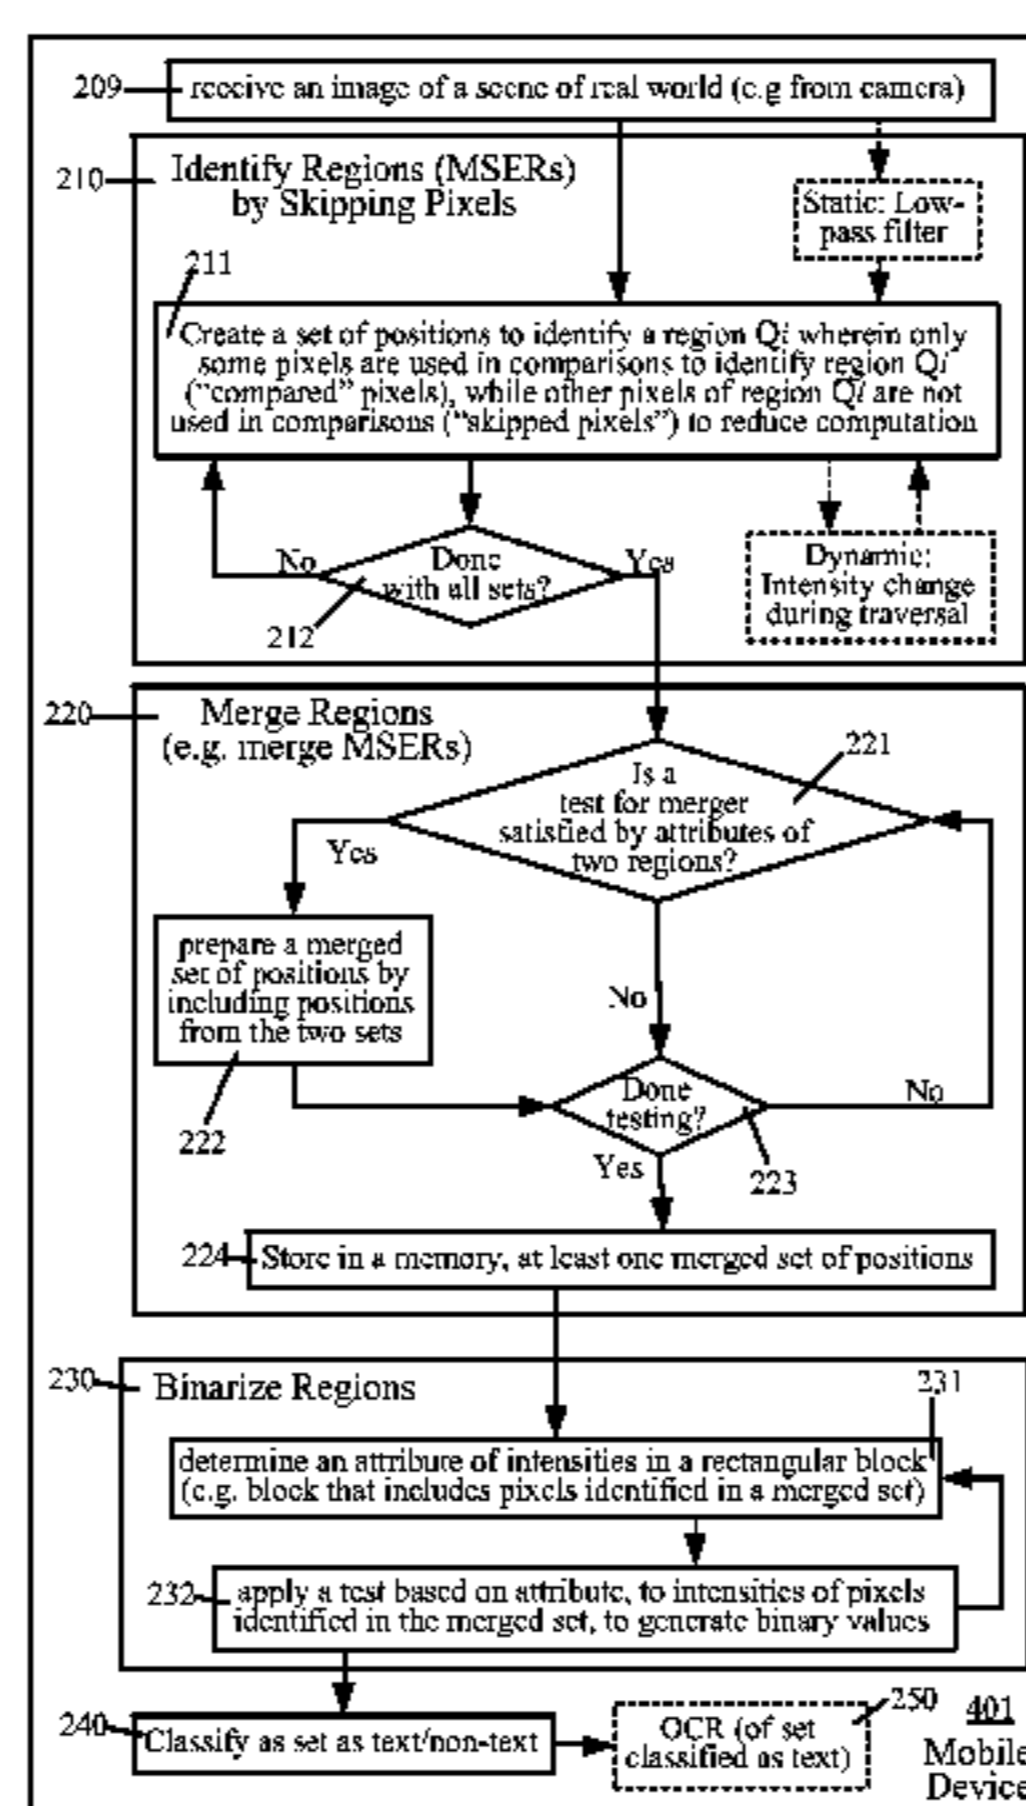 209
receive an image of a scene of real world (e.g from camera)
210
Identify Regions (MSERs)
by Skipping Pixels
Static: Low-
pass filter
211
Create a set of positions to identify a region Qi wherein only
some pixels are used in comparisons to identify region Qi
("compared" pixels), while other pixels of region Qi are not
used in comparisons ("skipped pixels") to reduce computation
No
Done
with all sets?
Yes
212
Dynamic:
Intensity change
during traversal
220
Merge Regions
(e.g. merge MSERs)
221
Is a
test for merger
satisfied by attributes of
two regions?
Yes
prepare a merged
set of positions by
including positions
from the two sets
222
No
Done
testing?
No
Yes
223
224
Store in a memory, at least one merged set of positions
230
Binarize Regions
231
determine an attribute of intensities in a rectangular block
(e.g. block that includes pixels identified in a merged set)
232
apply a test based on attribute, to intensities of pixels
identified in the merged set, to generate binary values
240
Classify as set as text/non-text
250
OCR (of set
classified as text)
401
Mobile
Device